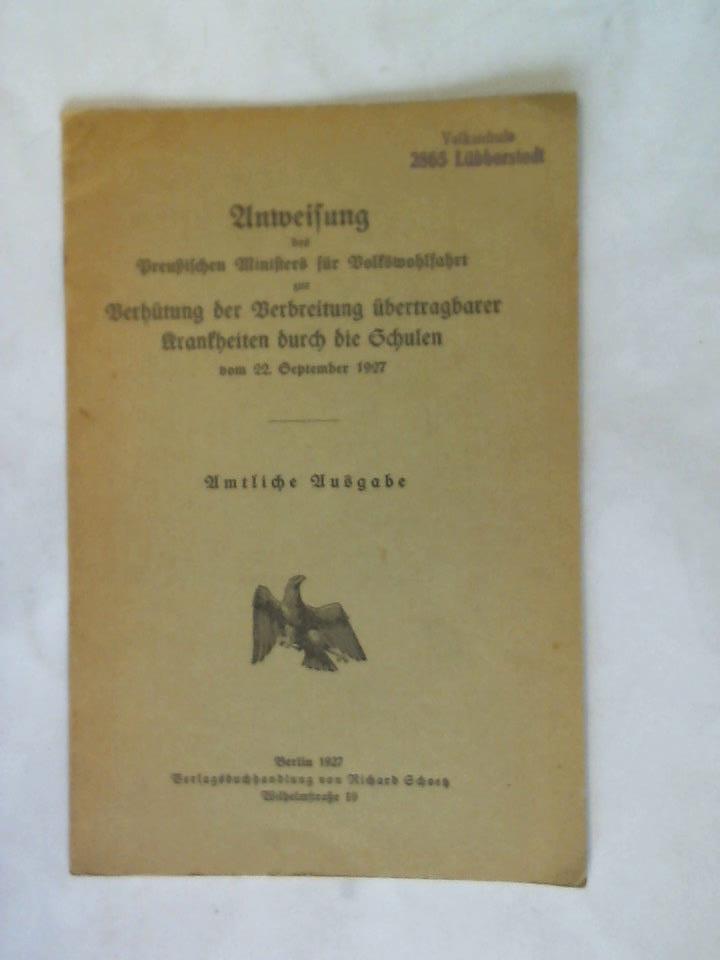 Volksschule
2865 Lübberstedt
Anweisung
des
Preußischen Ministers für Volkswohlfahrt
zur
Verhütung der Verbreitung übertragbarer
Krankheiten durch die Schulen
vom 22. September 1927
Amtliche Ausgabe
Berlin 1927
Verlagsbuchhandlung von Richard Schoetz
Wilhelmstraße 10